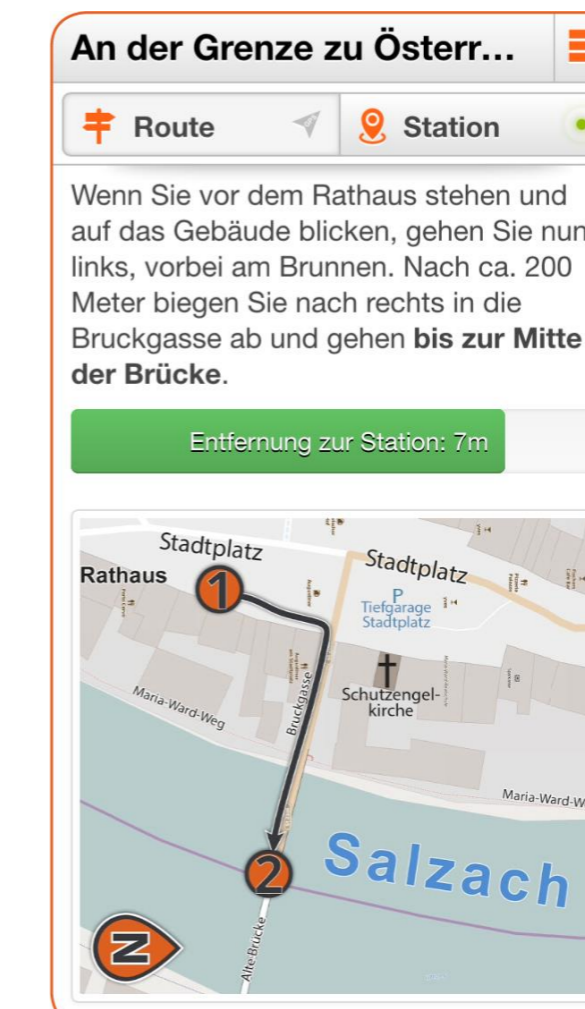 An der Grenze zu Österr...
Route
Station
Wenn Sie vor dem Rathaus stehen und
auf das Gebäude blicken, gehen Sie nun
links, vorbei am Brunnen. Nach ca. 200
Meter biegen Sie nach rechts in die
Bruckgasse ab und gehen bis zur Mitte
der Brücke.
Entfernung zur Station: 7m
Stadtplatz
Rathaus
1
Stadtplatz
P
Tiefgarage
Stadtplatz
Schutzengel-
kirche
Maria-Ward-Weg
Bruckgasse
Maria-Ward-W
Salzach
2
N
Alte Brücke